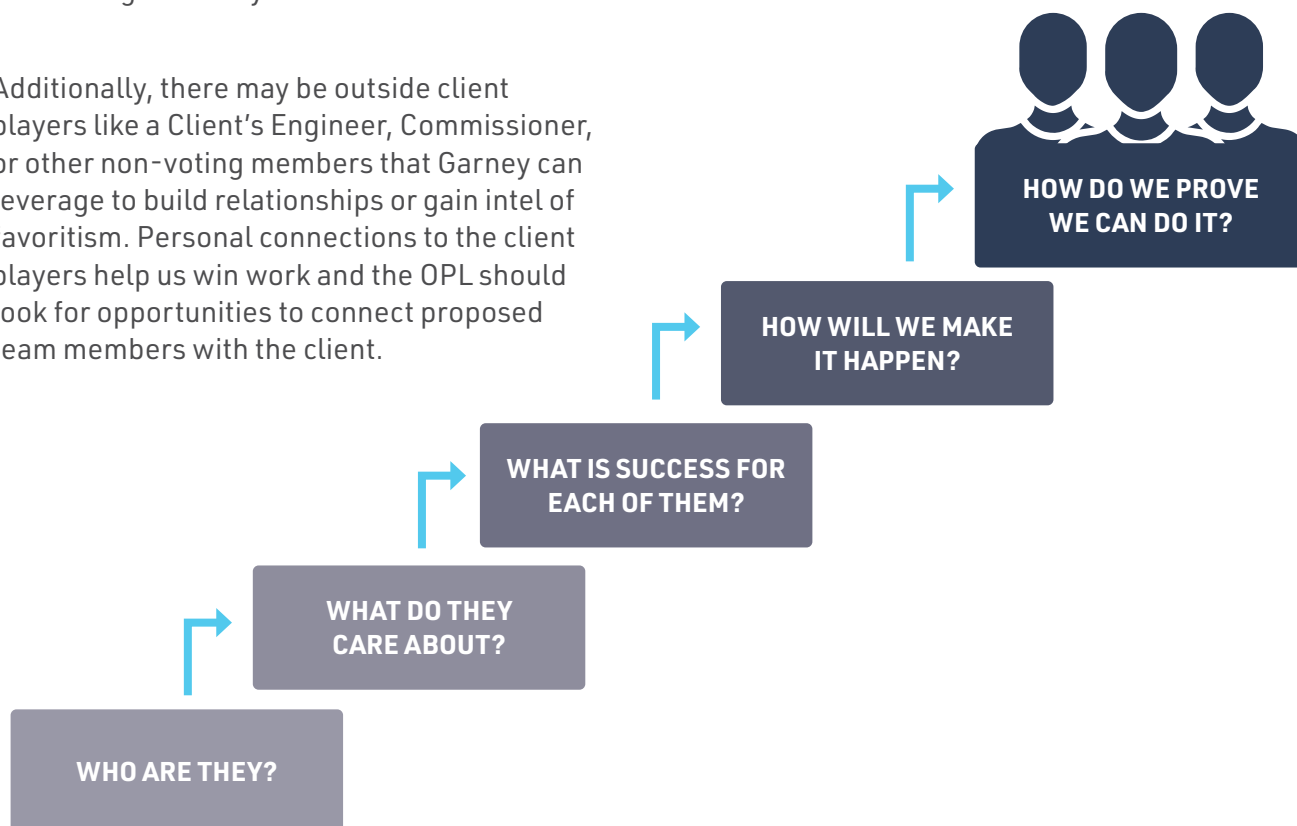 Additionally, there may be outside client
players like a Client's Engineer, Commissioner,
or other non-voting members that Garney can
leverage to build relationships or gain intel of
favoritism. Personal connections to the client
players help us win work and the OPL should
look for opportunities to connect proposed
team members with the client.
HOW DO WE PROVE
WE CAN DO IT?
HOW WILL WE MAKE
IT HAPPEN?
WHAT IS SUCCESS FOR
EACH OF THEM?
WHAT DO THEY
CARE ABOUT?
WHO ARE THEY?